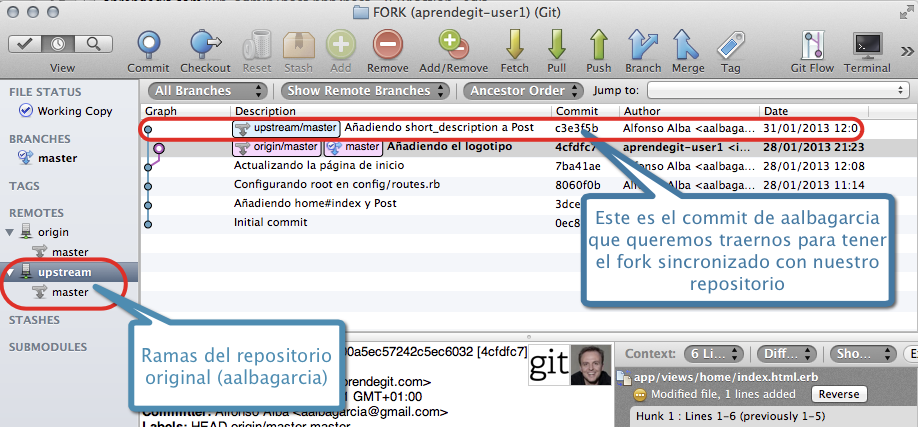 FORK (aprendegit-user1) (Git)
View
Commit
Checkout
Reset
Stash
Add
Remove
Add/Remove
Fetch
Pull
Push
Branch
Merge
Tag
Git Flow
Terminal
FILE STATUS
Working Copy
BRANCHES
master
TAGS
REMOTES
origin
master
upstream
master
STASHES
SUBMODULES
All Branches
Show Remote Branches
Ancestor Order
Jump to:
Graph Description Commit Author Date
upstream/master Añadiendo short_description a Post c3e3f5b Alfonso Alba <aalbaga... 31/01/2013 12:0
origin/master master Añadiendo el logotipo 4cfdfc7 aprendegit-user1 <i... 28/01/2013 21:23
Actualizando la página de inicio 7ba41ae Alfonso Alba <aalbaga... 28/01/2013 12:08
Configurando root en config/routes.rb 8060f0b Alfonso Alba <aalbaga... 28/01/2013 11:14
Añadiendo home#index y Post 3dce
Initial commit 0ec8
Este es el commit de aalbagarcia
que queremos traernos para tener
el fork sincronizado con nuestro
repositorio
Ramas del repositorio
original (aalbagarcia)
00a5ec57242c5ec6032 [4cfdfc7]
prendegit.com>
1 GMT+01:00
Committer: Alfonso Alba <aalbagarcia@gmail.com>
Labels: HEAD origin/master master
git
Context: 6 Li... Diff... Sho...
app/views/home/index.html.erb
Modified file, 1 lines added
Reverse
Hunk 1 : Lines 1-6 (previously 1-5)